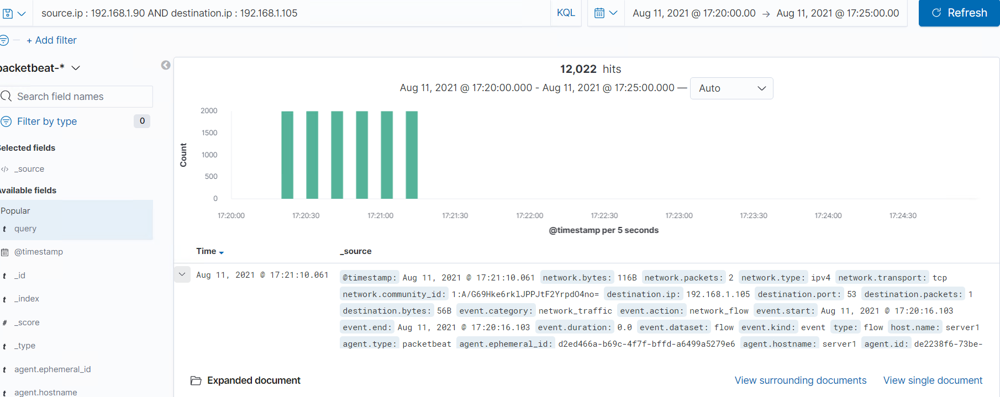 source.ip : 192.168.1.90 AND destination.ip : 192.168.1.105 KQL Aug 11, 2021 @ 17:20:00.00 → Aug 11, 2021 @ 17:25:00.00 Refresh
+ Add filter
packetbeat-*
Search field names
Filter by type 0
Selected fields
_source
Available fields
Popular
t query
@timestamp
t _id
t _index
# _score
t _type
t agent.ephemeral_id
t agent.hostname
12,022 hits
Aug 11, 2021 @ 17:20:00.000 - Aug 11, 2021 @ 17:25:00.000 — Auto
2000
1500
1000
500
0
Count
17:20:00 17:20:30 17:21:00 17:21:30 17:22:00 17:22:30 17:23:00 17:23:30 17:24:00 17:24:30
@timestamp per 5 seconds
Time _source
Aug 11, 2021 @ 17:21:10.061 @timestamp: Aug 11, 2021 @ 17:21:10.061 network.bytes: 116B network.packets: 2 network.type: ipv4 network.transport: tcp
network.community_id: 1:A/G69Hke6rklJPPJtF2YrpdO4no= destination.ip: 192.168.1.105 destination.port: 53 destination.packets: 1
destination.bytes: 56B event.category: network_traffic event.action: network_flow event.start: Aug 11, 2021 @ 17:20:16.103
event.end: Aug 11, 2021 @ 17:20:16.103 event.duration: 0.0 event.dataset: flow event.kind: event type: flow host.name: server1
agent.type: packetbeat agent.ephemeral_id: d2ed466a-b69c-4f7f-bffd-a6499a5279e6 agent.hostname: server1 agent.id: de2238f6-73be-
Expanded document View surrounding documents View single document